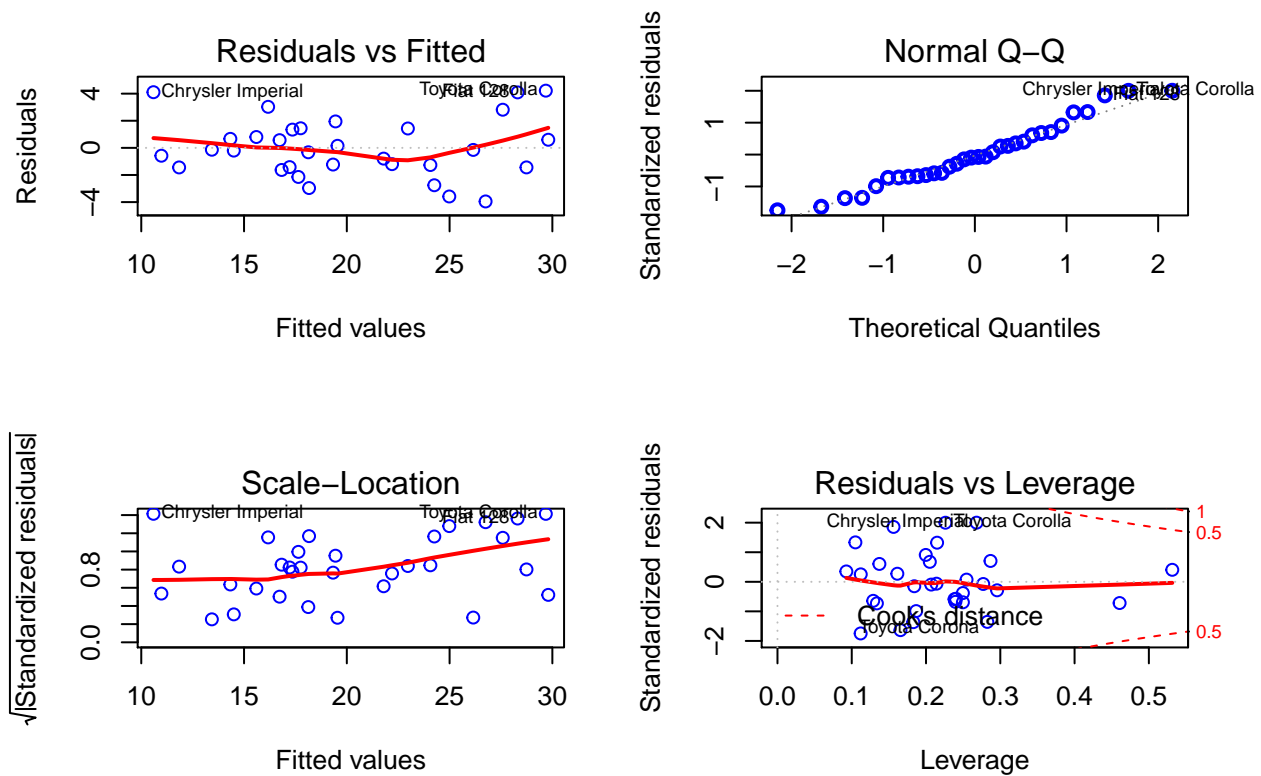 Residuals vs Fitted
Residuals
4
0
−4
Chrysler Imperial
Toyota Corolla
Fiat 128
10 15 20 25 30
Fitted values
Normal Q−Q
Standardized residuals
1
−1
Chrysler Imperial
Toyota Corolla
Fiat 128
−2 −1 0 1 2
Theoretical Quantiles
Scale−Location
√|Standardized residuals|
0.8
0.0
Chrysler Imperial
Toyota Corolla
Fiat 128
10 15 20 25 30
Fitted values
Residuals vs Leverage
Standardized residuals
2
0
−2
Chrysler Imperial
Toyota Corolla
1
0.5
Cook's distance
Toyota Corona
0.5
0.0 0.1 0.2 0.3 0.4 0.5
Leverage